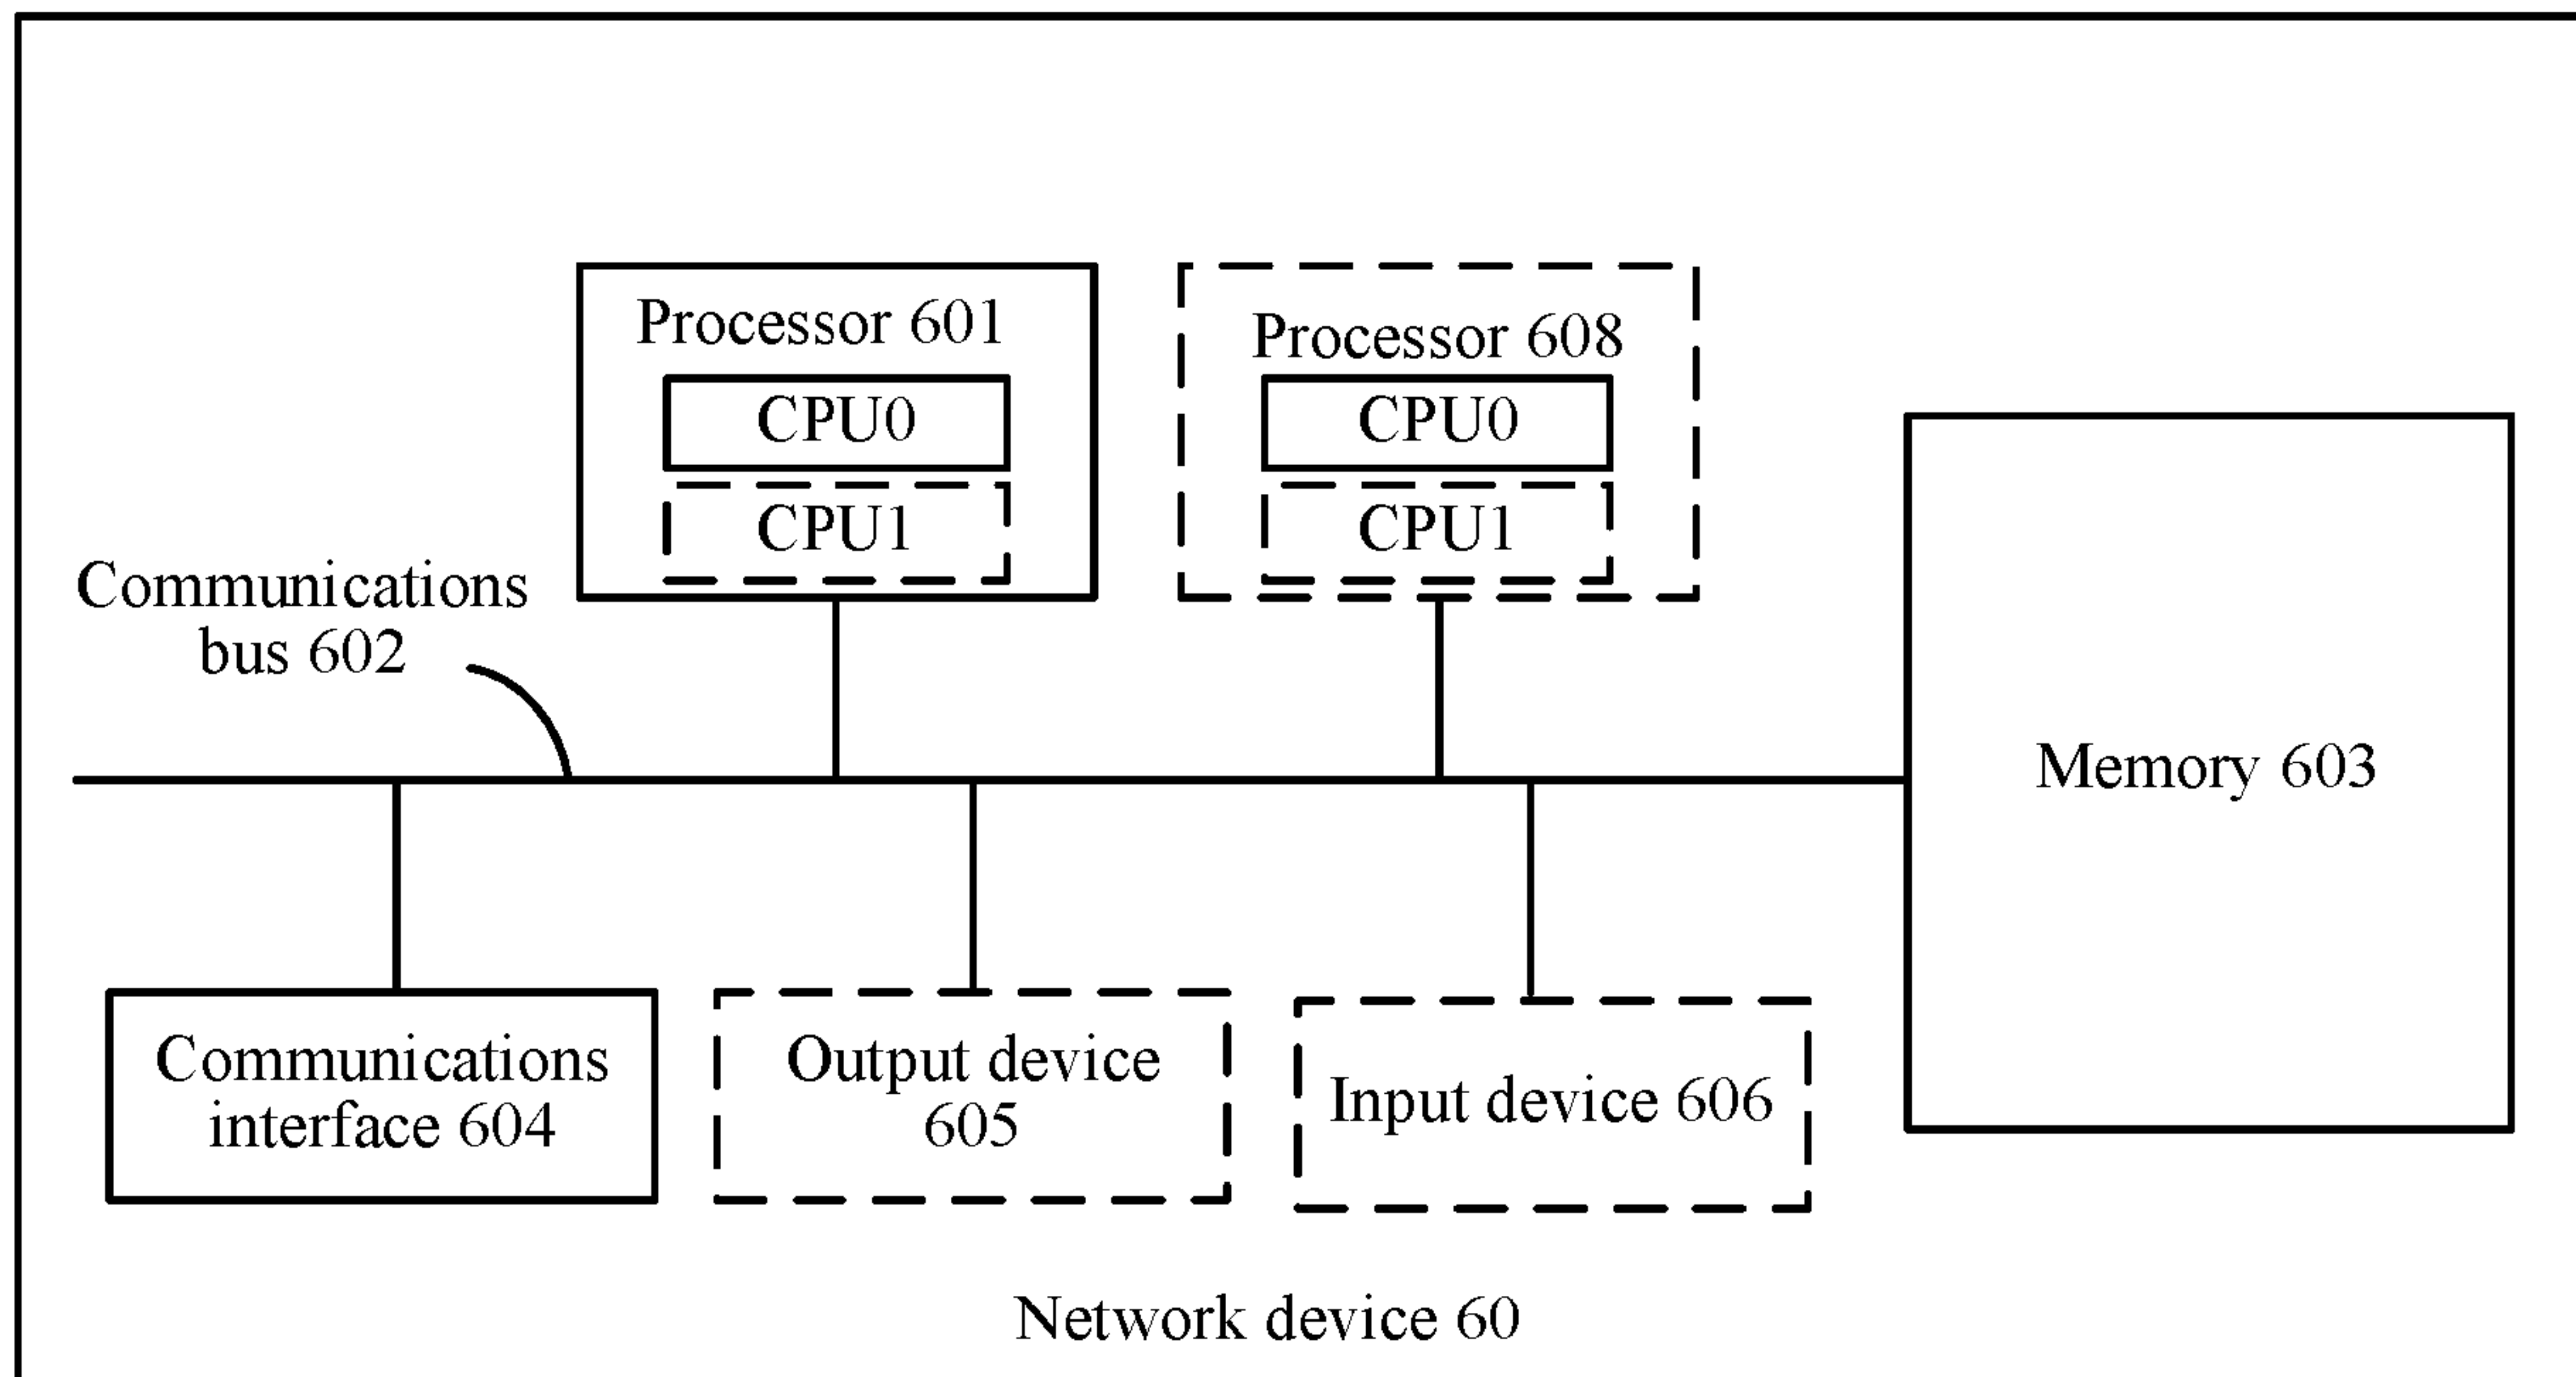 Processor 601
CPU0
CPU1
Processor 608
CPU0
CPU1
Communications
bus 602
Memory 603
Communications
interface 604
Output device
605
Input device 606
Network device 60